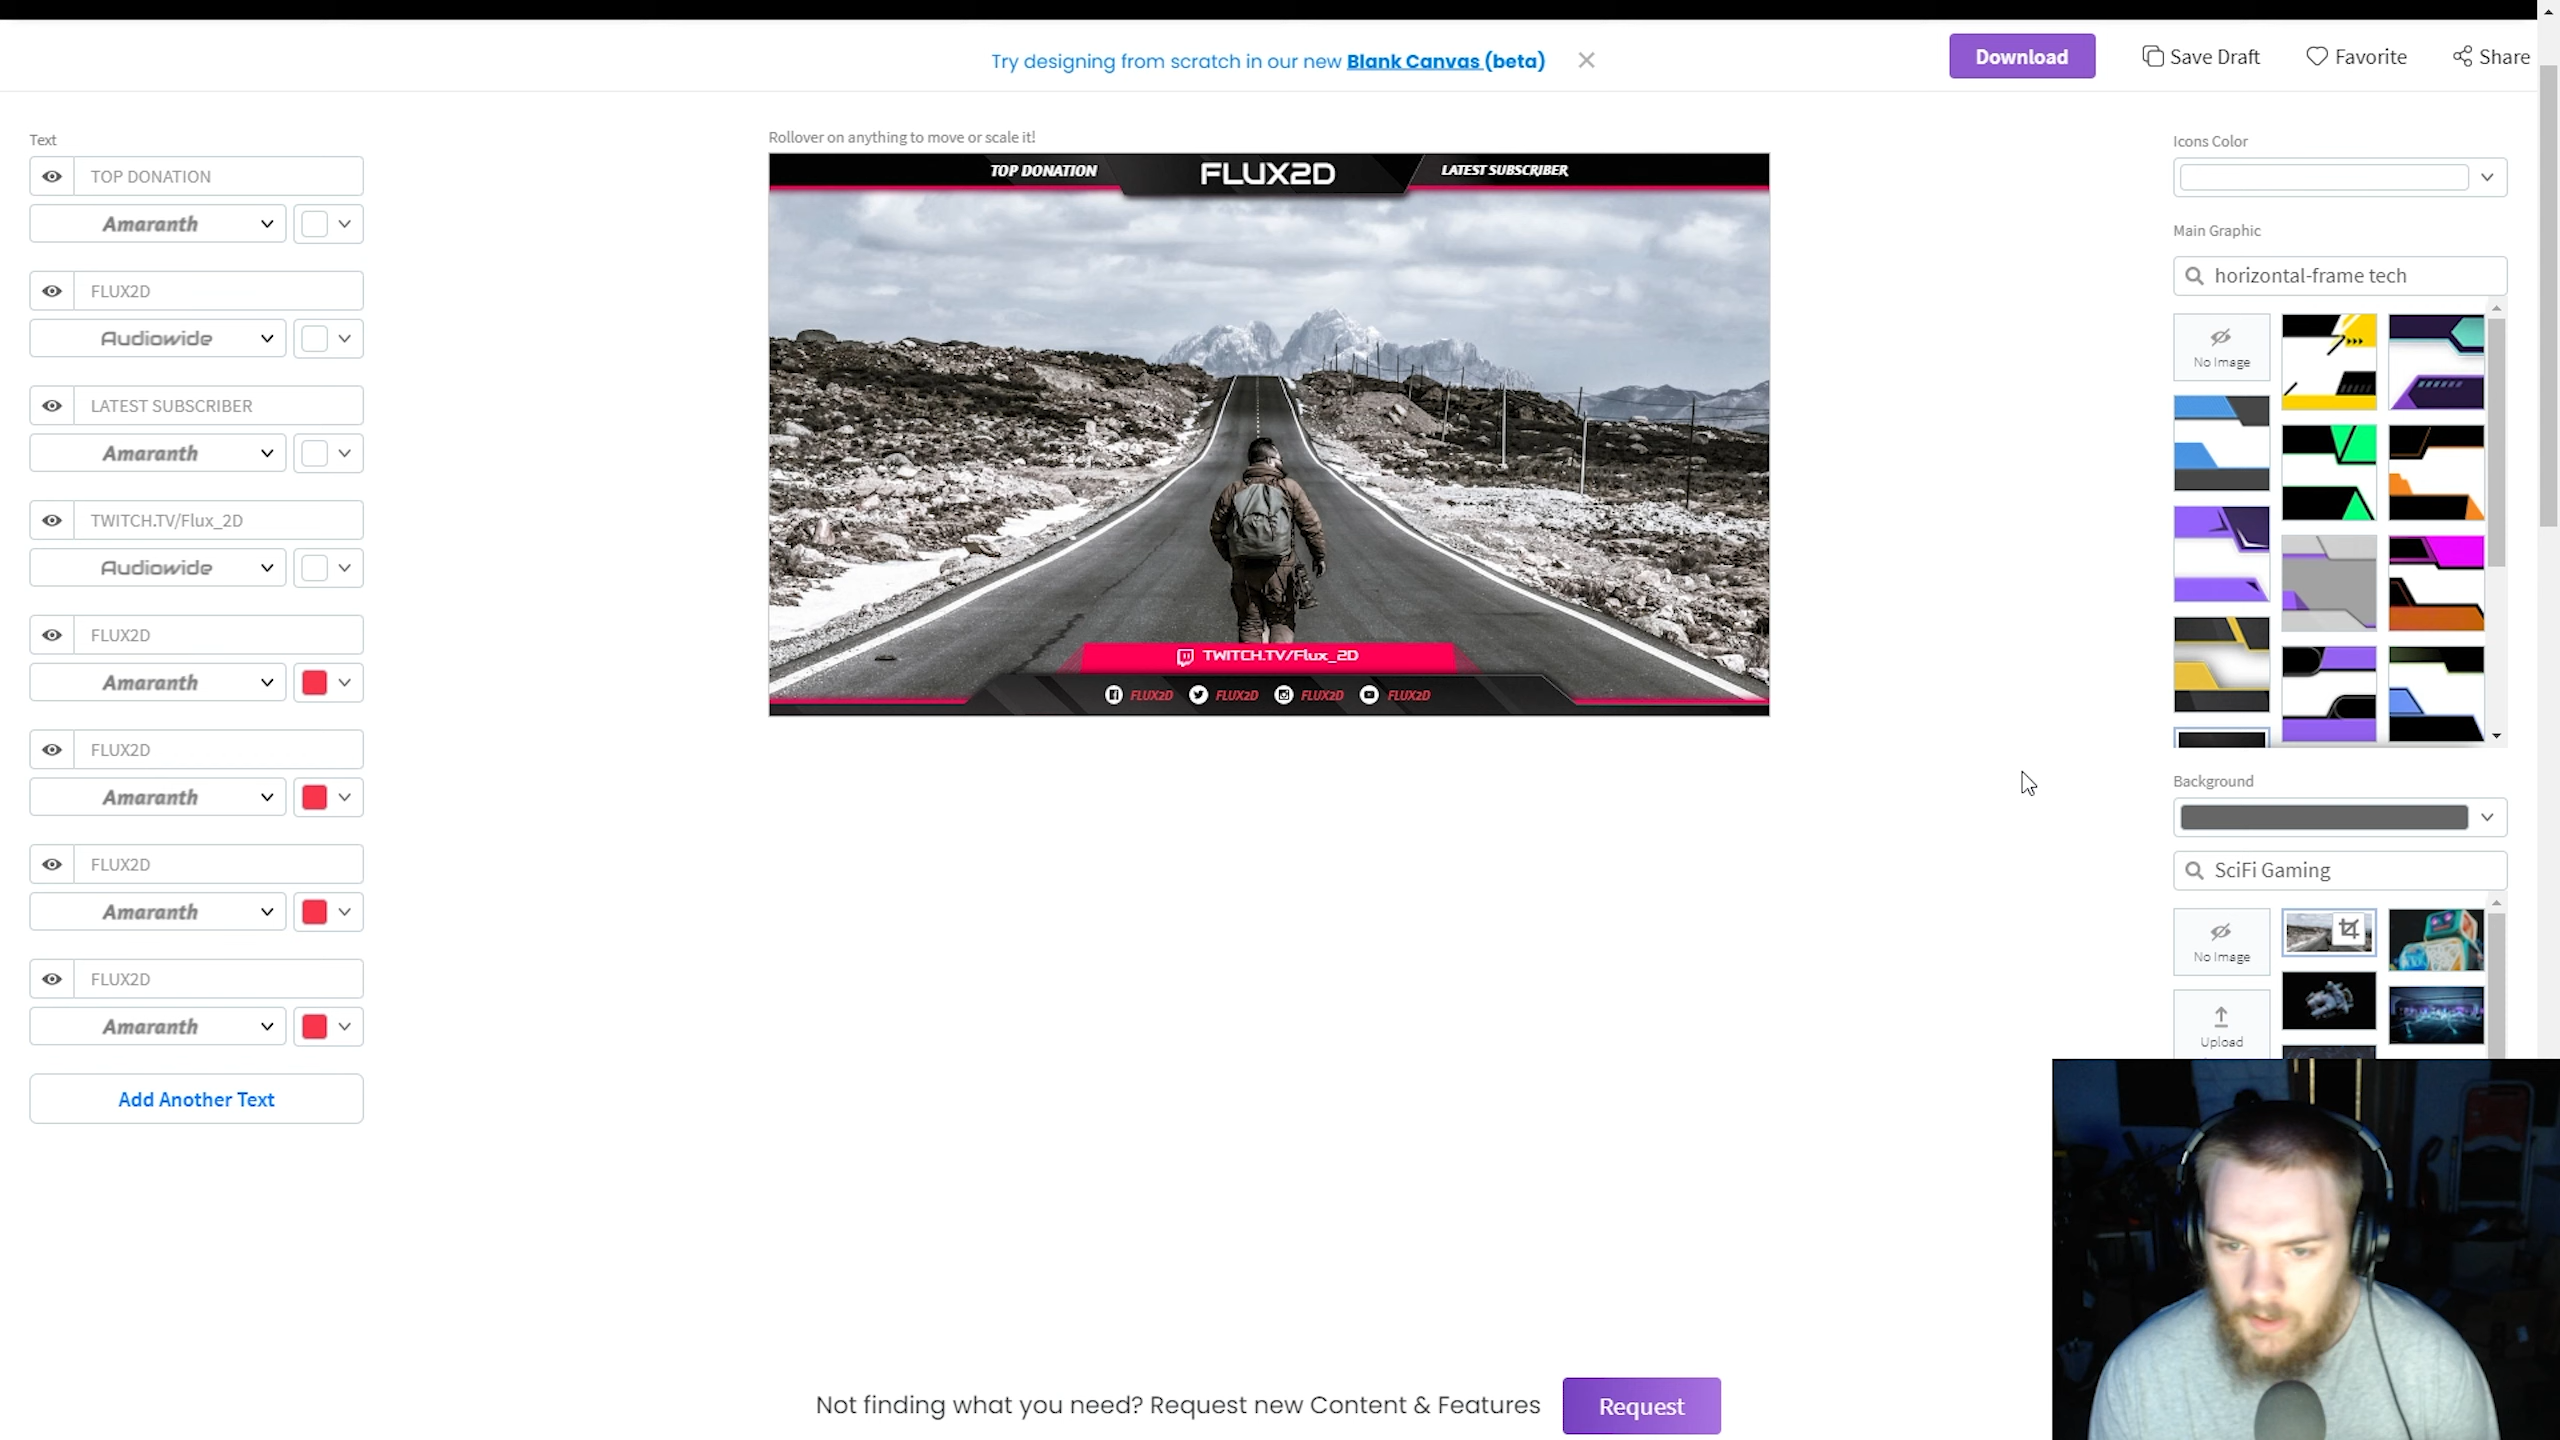 Try designing from scratch in our new Blank Canvas (beta)
Download
Save Draft
Favorite
Share
Text
TOP DONATION
Amaranth
FLUX2D
Audiowide
LATEST SUBSCRIBER
Amaranth
TWITCH.TV/Flux_2D
Audiowide
FLUX2D
Amaranth
FLUX2D
Amaranth
FLUX2D
Amaranth
FLUX2D
Amaranth
Add Another Text
Rollover on anything to move or scale it!
TOP DONATION
FLUX2D
LATEST SUBSCRIBER
TWITCH.TV/Flux_2D
FLUX2D FLUX2D FLUX2D FLUX2D
Icons Color
Main Graphic
horizontal-frame tech
No Image
Background
SciFi Gaming
No Image
Upload
Not finding what you need? Request new Content & Features
Request